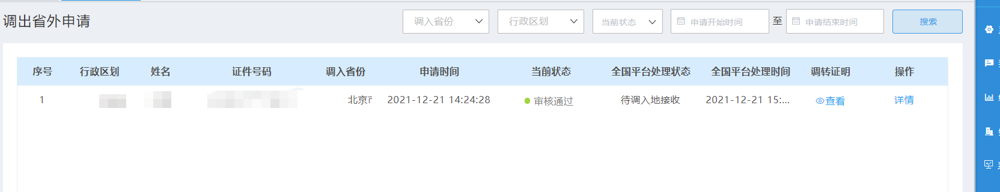 调出省外申请
调入省份 行政区划 当前状态 申请开始时间 至 申请结束时间 搜索
序号 行政区划 姓名 证件号码 调入省份 申请时间 当前状态 全国平台处理状态 全国平台处理时间 调转证明 操作
1 北京 2021-12-21 14:24:28 审核通过 待调入地接收 2021-12-21 15:... 查看 详情